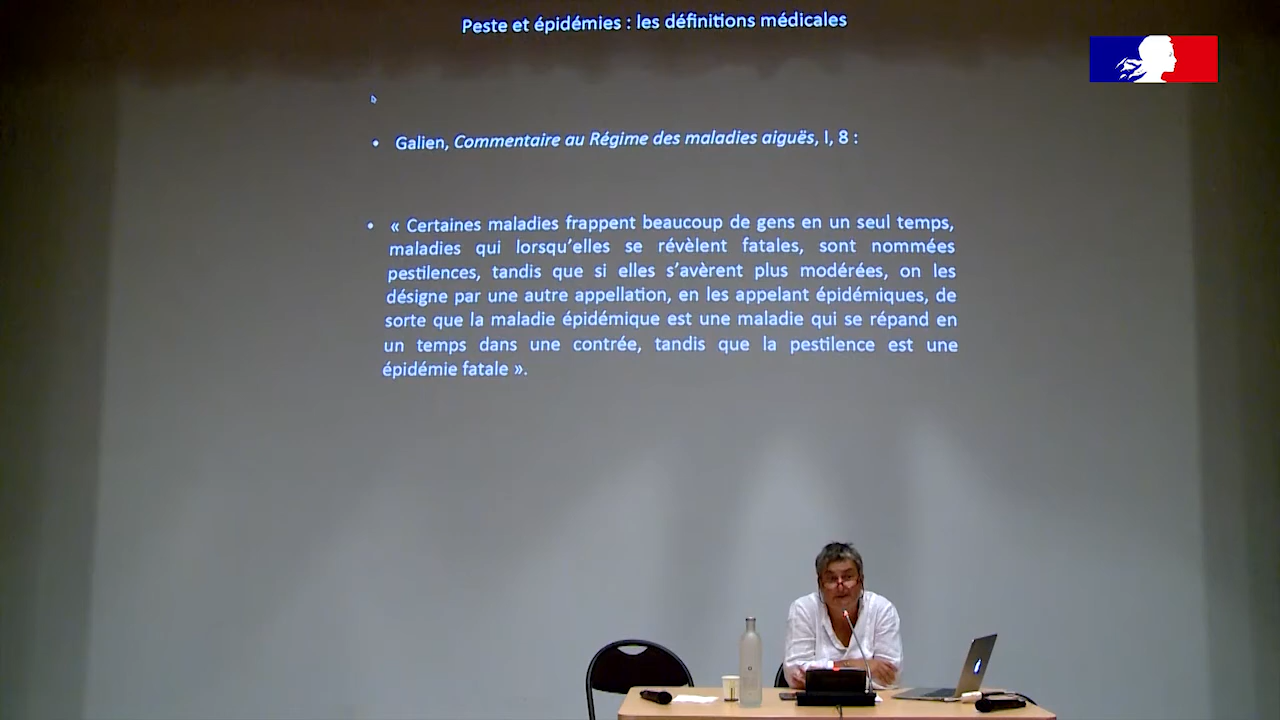 Peste et épidémies : les définitions médicales
• Galien, Commentaire au Régime des maladies aiguës, I, 8 :
• « Certaines maladies frappent beaucoup de gens en un seul temps,
maladies qui lorsqu’elles se révèlent fatales, sont nommées
pestilences, tandis que si elles s’avèrent plus modérées, on les
désigne par une autre appellation, en les appelant épidémiques, de
sorte que la maladie épidémique est une maladie qui se répand en
un temps dans une contrée, tandis que la pestilence est une
épidémie fatale ».